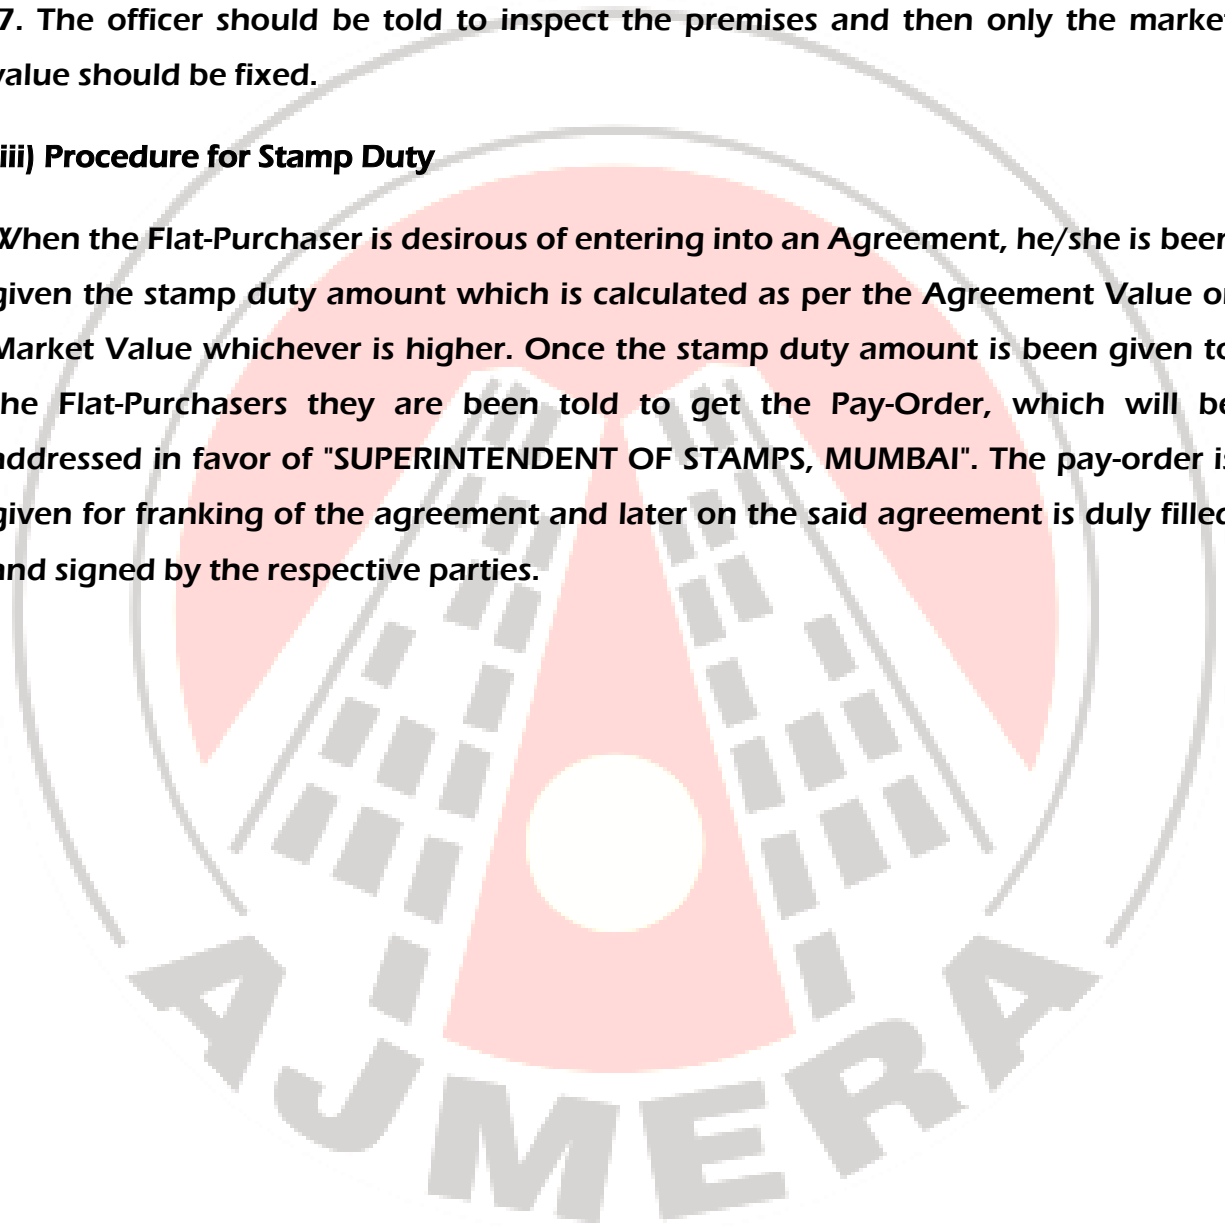 7. The officer should be told to inspect the premises and then only the market
value should be fixed.
iii) Procedure for Stamp Duty
When the Flat-Purchaser is desirous of entering into an Agreement, he/she is been
given the stamp duty amount which is calculated as per the Agreement Value or
Market Value whichever is higher. Once the stamp duty amount is been given to
the Flat-Purchasers they are been told to get the Pay-Order, which will be
addressed in favor of "SUPERINTENDENT OF STAMPS, MUMBAI". The pay-order is
given for franking of the agreement and later on the said agreement is duly filled
and signed by the respective parties.
AJMERA